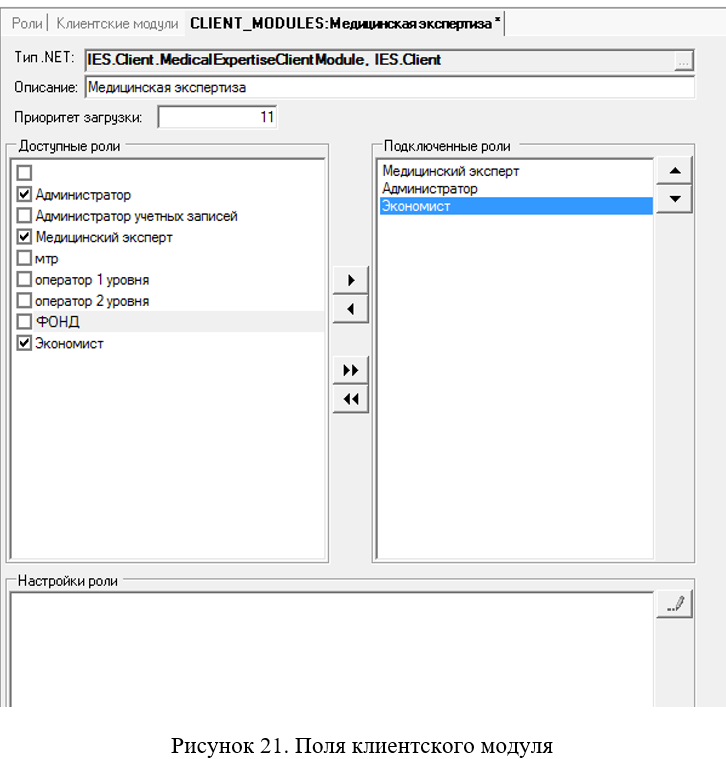 Роли Клиентские модули CLIENT_MODULES:Медицинская экспертиза *
Тип .NET: IES.Client.MedicalExpertiseClientModule, IES.Client ...
Описание: Медицинская экспертиза
Приоритет загрузки: 11
Доступные роли
Администратор
Администратор учетных записей
Медицинский эксперт
мтр
оператор 1 уровня
оператор 2 уровня
ФОНД
Экономист
Подключенные роли
Медицинский эксперт
Администратор
Экономист
Настройки роли
Рисунок 21. Поля клиентского модуля